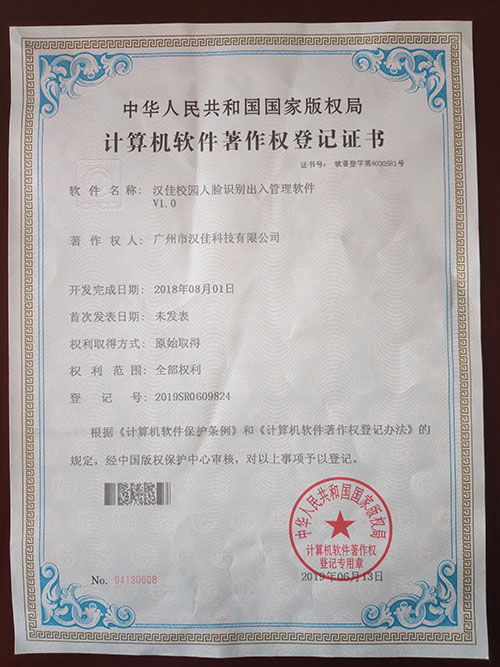 中华人民共和国国家版权局
计算机软件著作权登记证书
证书号： 软著登字第4030581号
软件名称： 汉佳校园人脸识别出入管理软件
V1.0
著作权人： 广州市汉佳科技有限公司
开发完成日期： 2018年08月01日
首次发表日期： 未发表
权利取得方式： 原始取得
权利范围： 全部权利
登记号： 2019SR0609824
根据《计算机软件保护条例》和《计算机软件著作权登记办法》的
规定，经中国版权保护中心审核，对以上事项予以登记。
中华人民共和国国家版权局
计算机软件著作权
登记专用章
No. 04130808
2019年06月13日